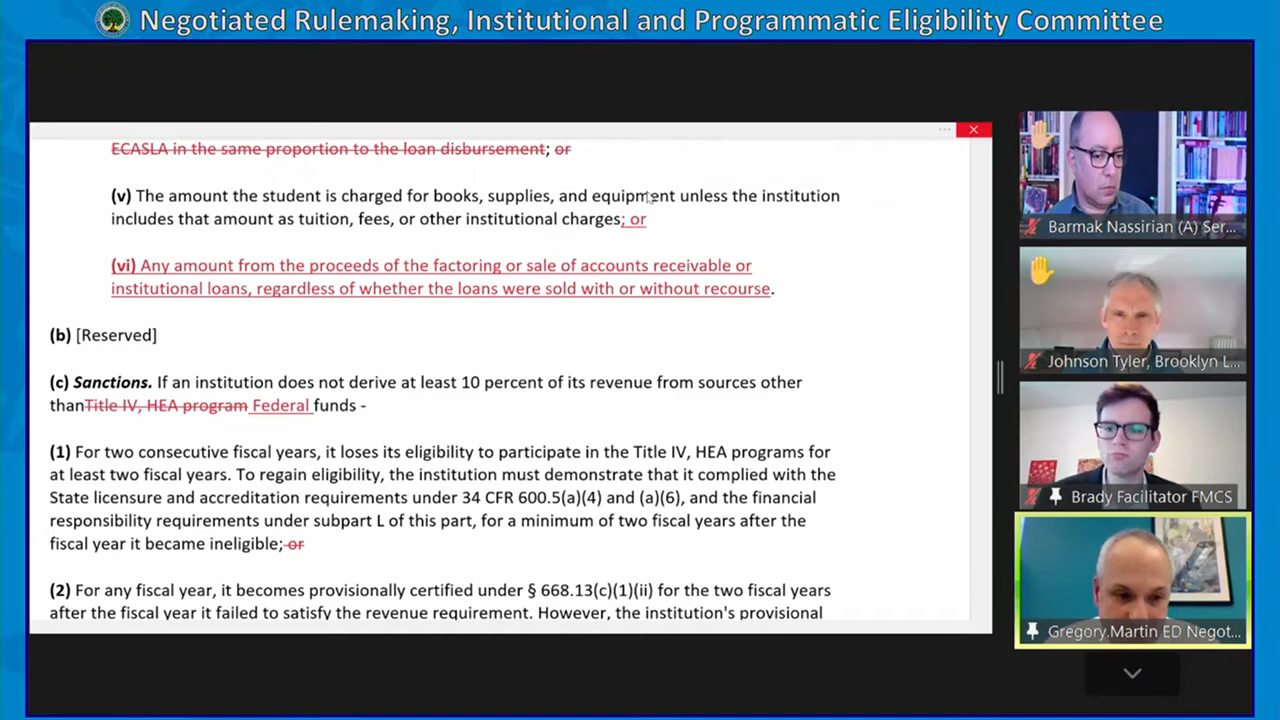 Negotiated Rulemaking, Institutional and Programmatic Eligibility Committee
ECASLA in the same proportion to the loan disbursement; or
(v) The amount the student is charged for books, supplies, and equipment unless the institution
includes that amount as tuition, fees, or other institutional charges; or
(vi) Any amount from the proceeds of the factoring or sale of accounts receivable or
institutional loans, regardless of whether the loans were sold with or without recourse.
(b) [Reserved]
(c) Sanctions. If an institution does not derive at least 10 percent of its revenue from sources other
thanTitle IV, HEA program Federal funds -
(1) For two consecutive fiscal years, it loses its eligibility to participate in the Title IV, HEA programs for
at least two fiscal years. To regain eligibility, the institution must demonstrate that it complied with the
State licensure and accreditation requirements under 34 CFR 600.5(a)(4) and (a)(6), and the financial
responsibility requirements under subpart L of this part, for a minimum of two fiscal years after the
fiscal year it became ineligible; or
(2) For any fiscal year, it becomes provisionally certified under § 668.13(c)(1)(ii) for the two fiscal years
after the fiscal year it failed to satisfy the revenue requirement. However, the institution's provisional
Barmak Nassirian (A) Ser...
Johnson Tyler, Brooklyn L...
Brady Facilitator FMCS
Gregory.Martin ED Negot...